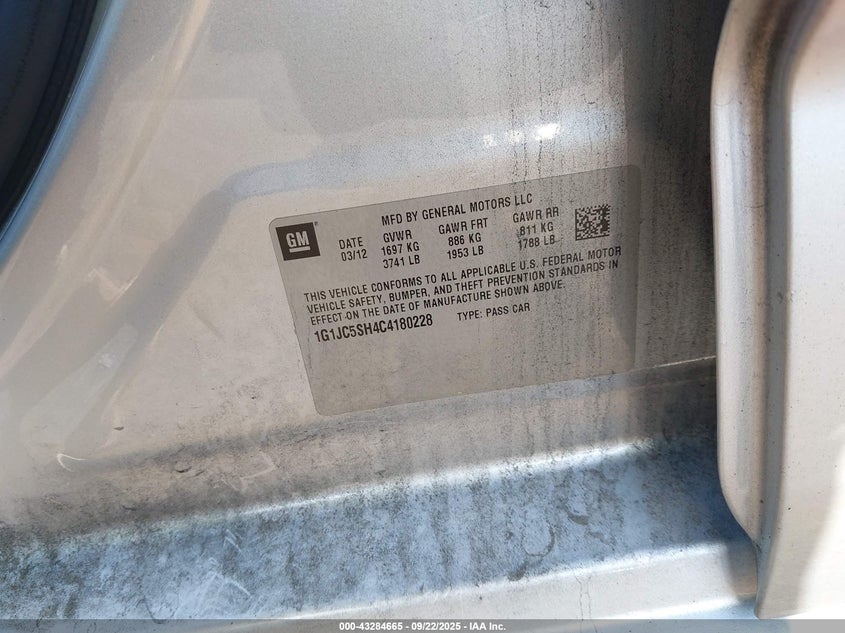 GM
MFD BY GENERAL MOTORS LLC
DATE GVWR GAWR FRT GAWR RR
03/12 1697 KG 886 KG 811 KG
3741 LB 1953 LB 1788 LB
THIS VEHICLE CONFORMS TO ALL APPLICABLE U.S. FEDERAL MOTOR
VEHICLE SAFETY, BUMPER, AND THEFT PREVENTION STANDARDS IN
EFFECT ON THE DATE OF MANUFACTURE SHOWN ABOVE.
1G1JC5SH4C4180228 TYPE: PASS CAR
000-43284665 - 09/22/2025 - IAA Inc.